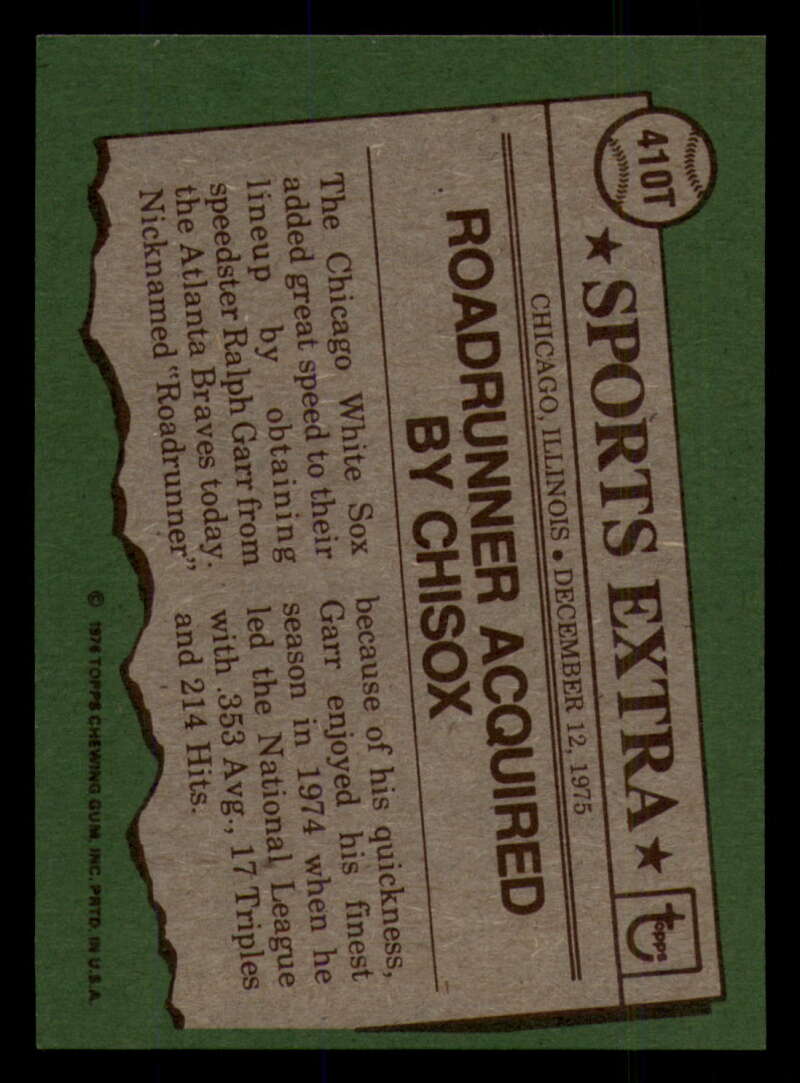 410T
★ SPORTS EXTRA ★
topps
CHICAGO, ILLINOIS • DECEMBER 12, 1975
ROADRUNNER ACQUIRED
BY CHISOX
The Chicago White Sox
added great speed to their
lineup by obtaining
speedster Ralph Garr from
the Atlanta Braves today.
Nicknamed "Roadrunner"
because of his quickness,
Garr enjoyed his finest
season in 1974 when he
led the National League
with .353 Avg., 17 Triples
and 214 Hits.
© 1976 TOPPS CHEWING GUM, INC. PRTD. IN U.S.A.